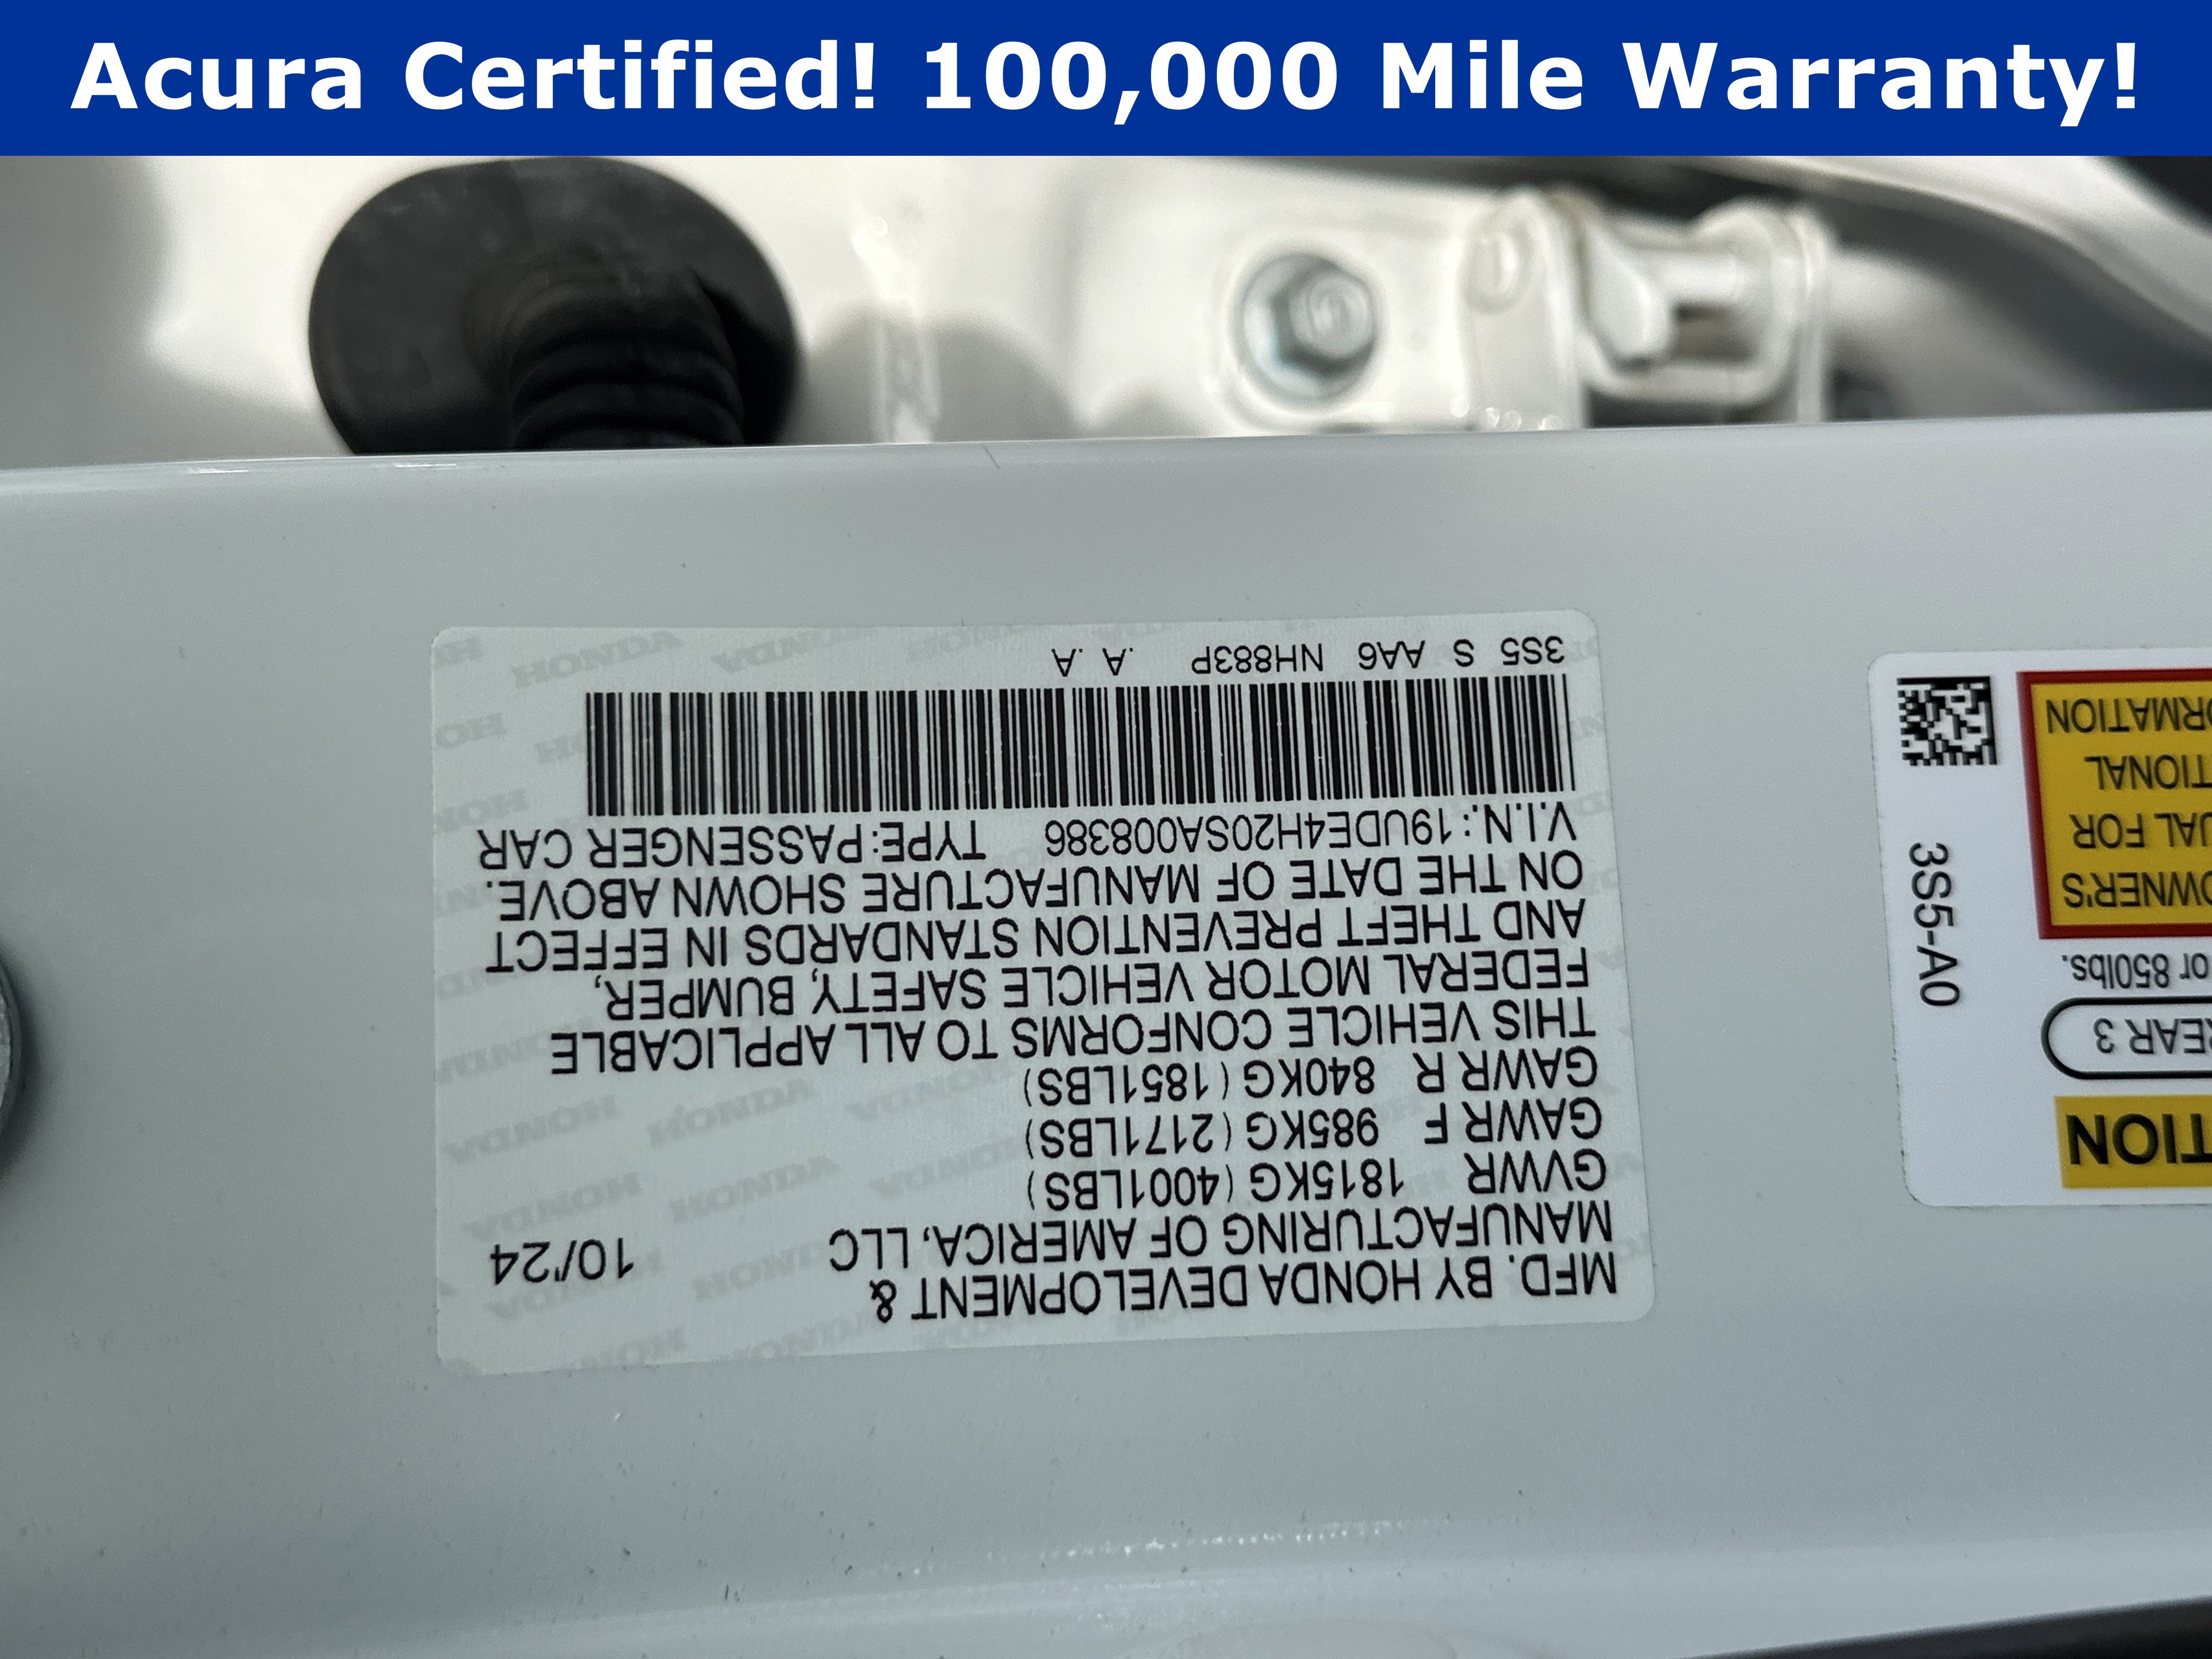 Acura Certified! 100,000 Mile Warranty!
MFD. BY HONDA DEVELOPMENT &
MANUFACTURING OF AMERICA, LLC 10/24
GVWR 1815KG (4001LBS)
GAWR F 985KG (2171LBS)
GAWR R 840KG (1851LBS)
THIS VEHICLE CONFORMS TO ALL APPLICABLE
FEDERAL MOTOR VEHICLE SAFETY, BUMPER,
AND THEFT PREVENTION STANDARDS IN EFFECT
ON THE DATE OF MANUFACTURE SHOWN ABOVE.
V.I.N.: 19UDE4H20SA008386 TYPE: PASSENGER CAR
3S5 S AA6 NH883P .A .A
TION
REAR 3
or 850lbs.
OWNER'S
UAL FOR
TIONAL
ORMATION
3S5-A0